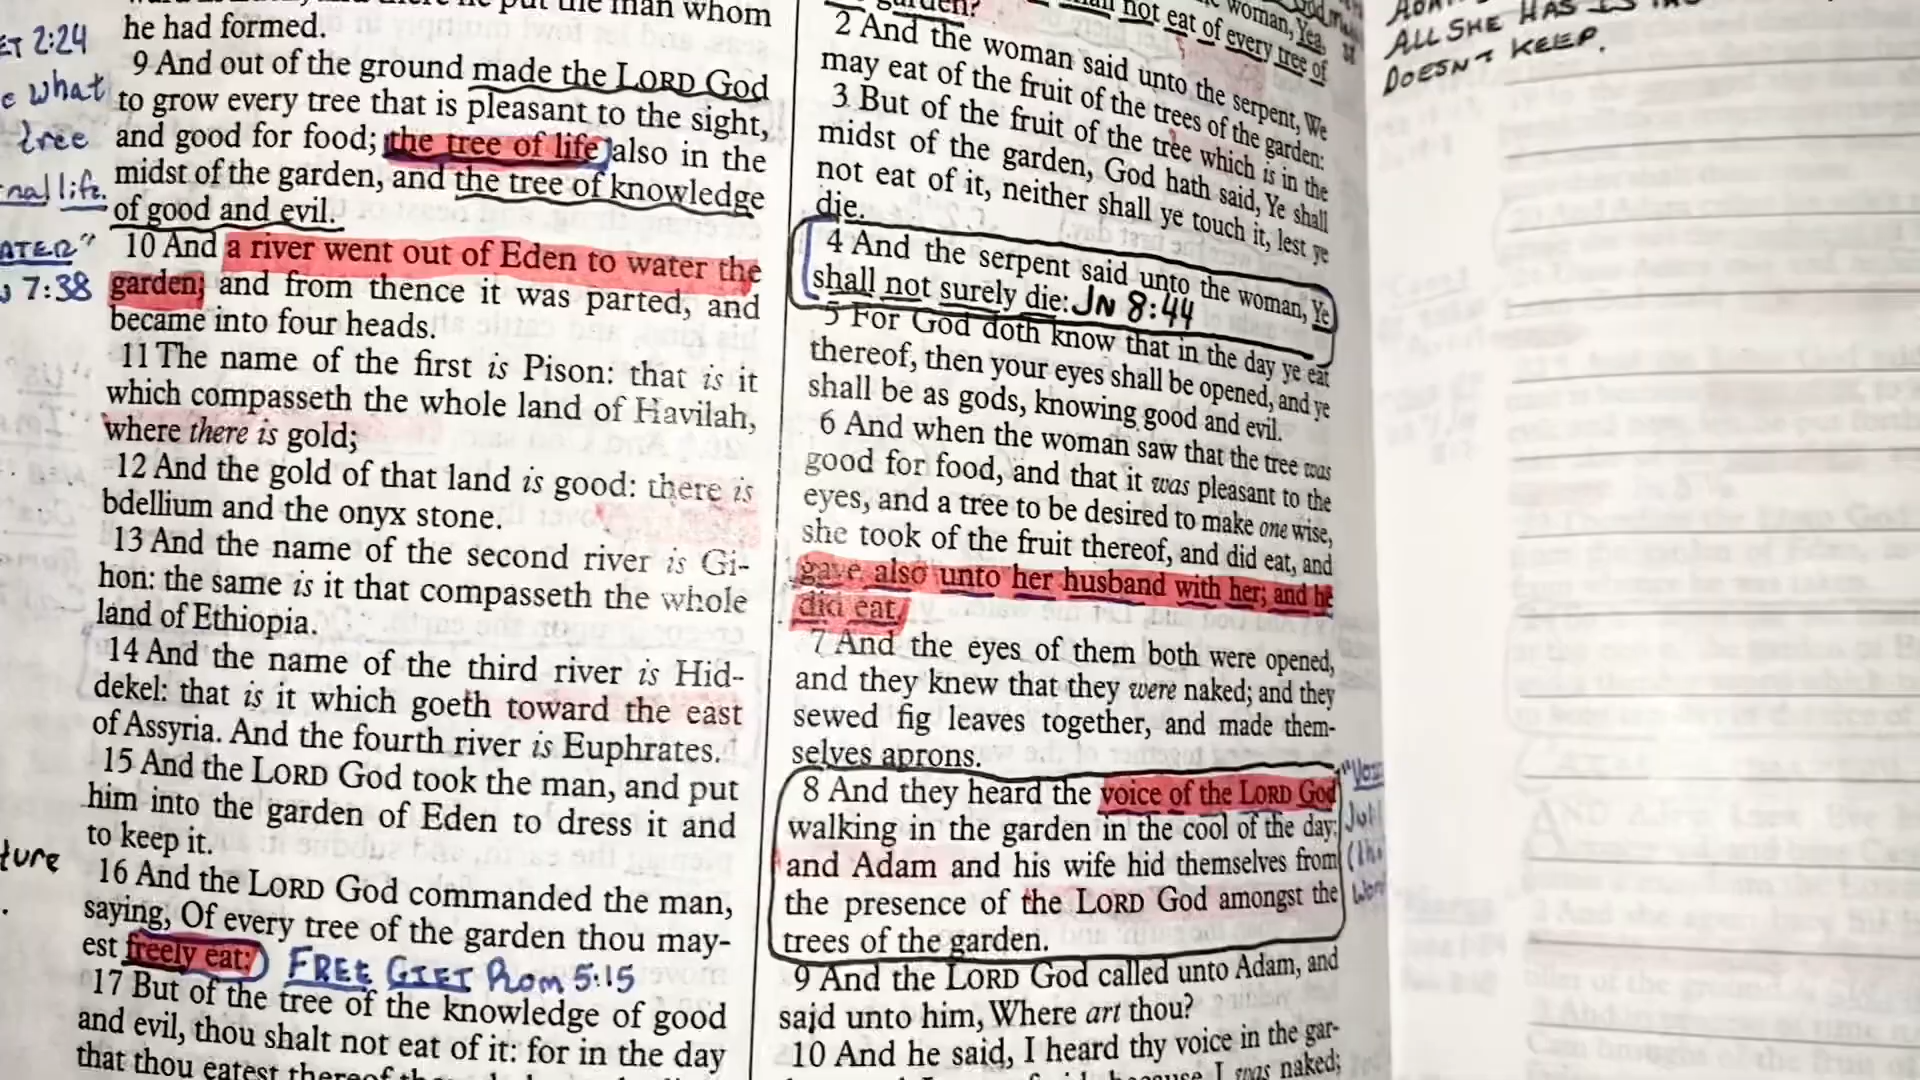 he had formed.
9 And out of the ground made the LORD God
to grow every tree that is pleasant to the sight,
and good for food; the tree of life also in the
midst of the garden, and the tree of knowledge
of good and evil.
10 And a river went out of Eden to water the
garden; and from thence it was parted, and
became into four heads.
11 The name of the first is Pison: that is it
which compasseth the whole land of Havilah,
where there is gold;
12 And the gold of that land is good: there is
bdellium and the onyx stone.
13 And the name of the second river is Gi-
hon: the same is it that compasseth the whole
land of Ethiopia.
14 And the name of the third river is Hid-
dekel: that is it which goeth toward the east
of Assyria. And the fourth river is Euphrates.
15 And the LORD God took the man, and put
him into the garden of Eden to dress it and
to keep it.
16 And the LORD God commanded the man,
saying, Of every tree of the garden thou may-
est freely eat: FREE GIFT Rom 5:15
17 But of the tree of the knowledge of good
and evil, thou shalt not eat of it: for in the day
that thou eatest thereof
2:24
what
tree
life.
7:38
ture
garden?
not eat of every tree of
2 And the woman said unto the serpent, We
may eat of the fruit of the trees of the garden:
3 But of the fruit of the tree which is in the
midst of the garden, God hath said, Ye shall
not eat of it, neither shall ye touch it, lest ye
die.
4 And the serpent said unto the woman, Ye
shall not surely die: JN 8:44
5 For God doth know that in the day ye eat
thereof, then your eyes shall be opened, and ye
shall be as gods, knowing good and evil.
6 And when the woman saw that the tree was
good for food, and that it was pleasant to the
eyes, and a tree to be desired to make one wise,
she took of the fruit thereof, and did eat, and
gave also unto her husband with her; and he
did eat.
7 And the eyes of them both were opened,
and they knew that they were naked; and they
sewed fig leaves together, and made them-
selves aprons.
8 And they heard the voice of the LORD God
walking in the garden in the cool of the day:
and Adam and his wife hid themselves from
the presence of the LORD God amongst the
trees of the garden.
9 And the LORD God called unto Adam, and
said unto him, Where art thou?
10 And he said, I heard thy voice in the gar-
I was naked;
ALL SHE HAS IS
DOESN'T KEEP.